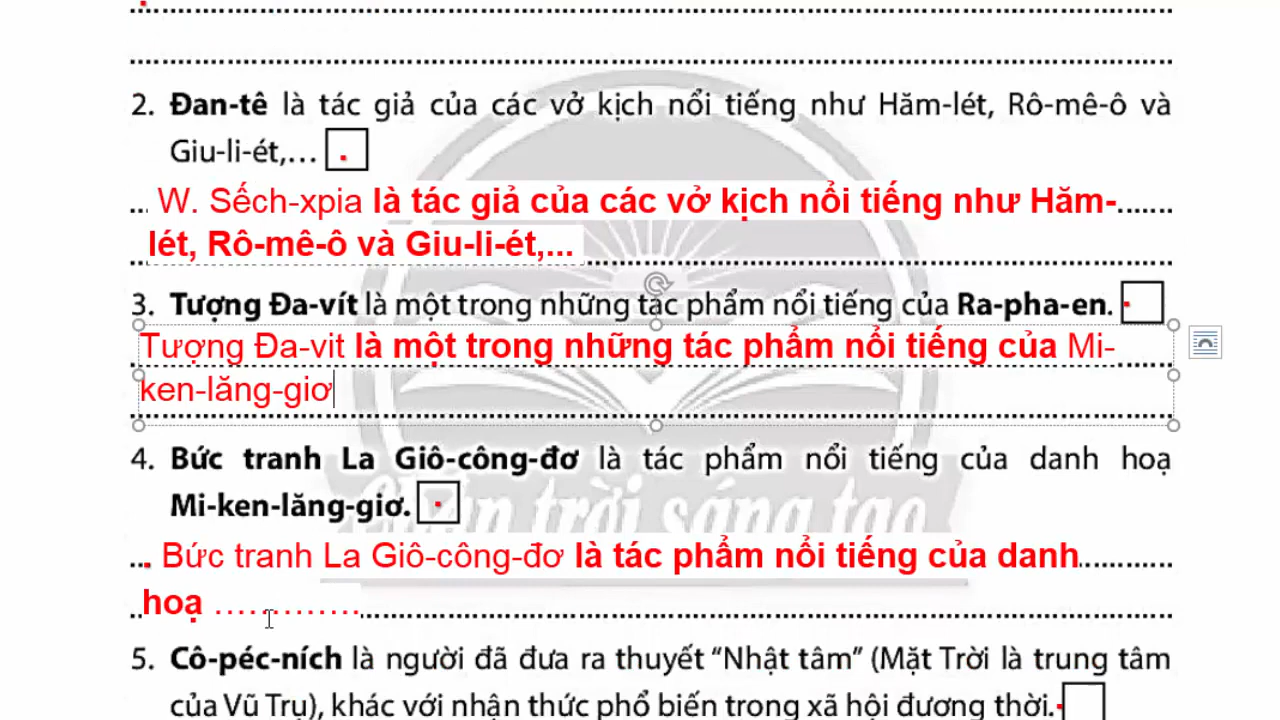 2. Đan-tê là tác giả của các vở kịch nổi tiếng như Hăm-lét, Rô-mê-ô và
Giu-li-ét,...
... W. Sếch-xpia là tác giả của các vở kịch nổi tiếng như Hăm-
lét, Rô-mê-ô và Giu-li-ét,...
3. Tượng Đa-vít là một trong những tác phẩm nổi tiếng của Ra-pha-en.
Tượng Đa-vit là một trong những tác phẩm nổi tiếng của Mi-
ken-lăng-giơ
4. Bức tranh La Giô-công-đơ là tác phẩm nổi tiếng của danh hoạ
Mi-ken-lăng-giơ.
Chân trời sáng tạo
... Bức tranh La Giô-công-đơ là tác phẩm nổi tiếng của danh
hoạ .............
5. Cô-péc-ních là người đã đưa ra thuyết “Nhật tâm” (Mặt Trời là trung tâm
của Vũ Trụ), khác với nhận thức phổ biến trong xã hội đương thời.